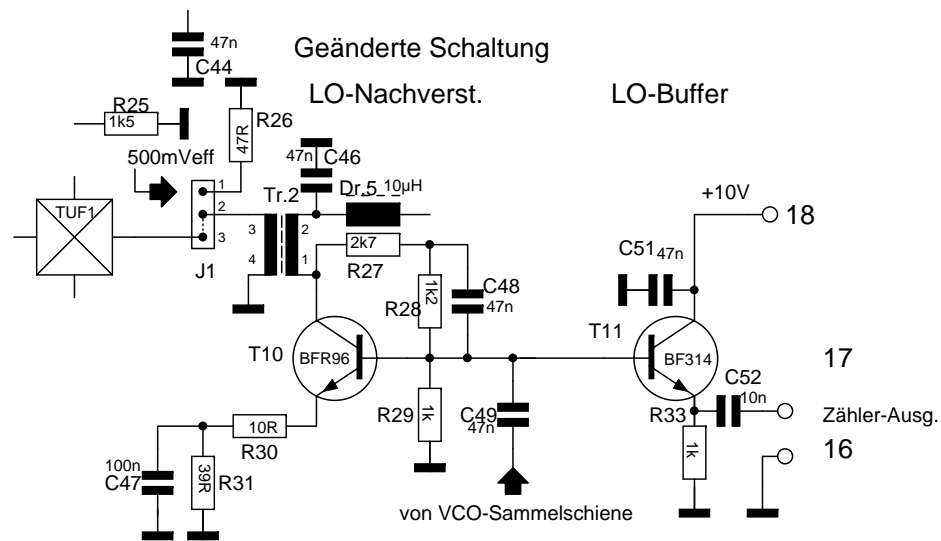 47n
C44
Geänderte Schaltung
LO-Nachverst.
LO-Buffer
R25
1k5
47R
R26
500mVeff
47n
C46
Tr.2
Dr.5
10µH
+10V
18
TUF1
1
2
3
J1
3
4
2
1
2k7
R27
C51
47n
1k2
R28
C48
47n
T10
BFR96
T11
BF314
17
C52
10n
R29
1k
C49
47n
R33
1k
Zähler-Ausg.
16
10R
R30
100n
C47
39R
R31
von VCO-Sammelschiene